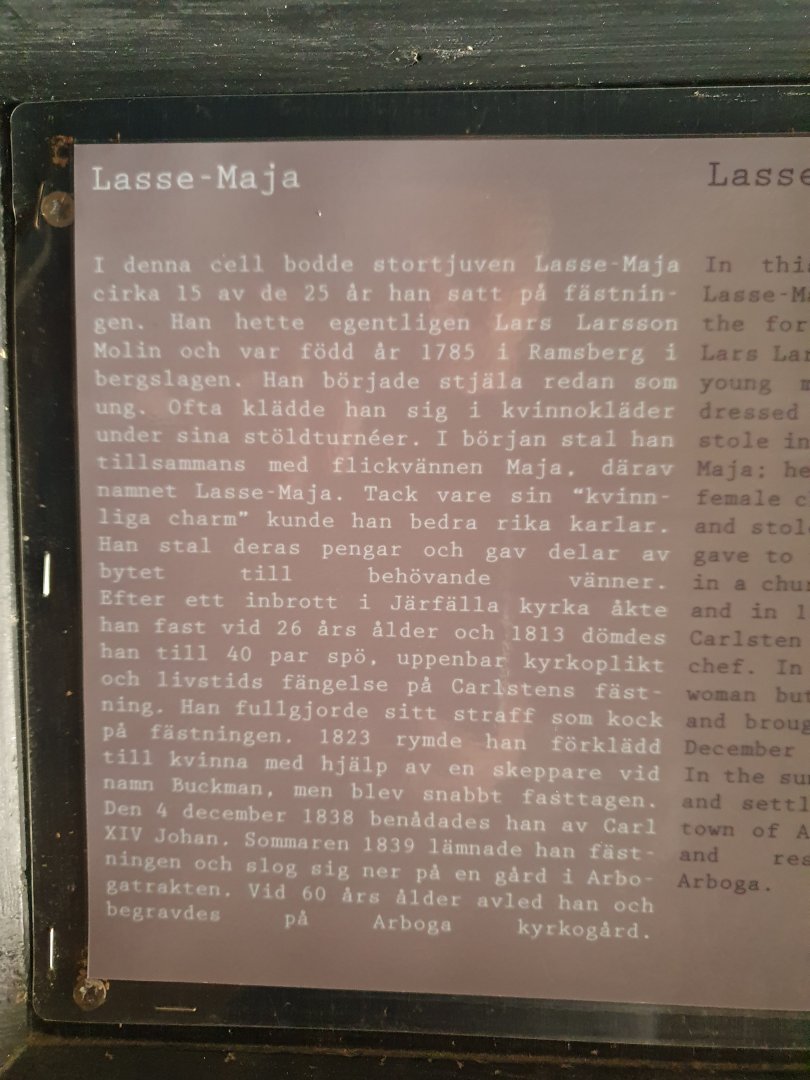 Lasse-Maja
I denna cell bodde stortjuven Lasse-Maja
cirka 15 av de 25 år han satt på fästnin-
gen. Han hette egentligen Lars Larsson
Molin och var född år 1785 i Ramsberg i
bergslagen. Han började stjäla redan som
ung. Ofta klädde han sig i kvinnokläder
under sina stöldturnéer. I början stal han
tillsammans med flickvännen Maja, därav
namnet Lasse-Maja. Tack vare sin “kvinn-
liga charm” kunde han bedra rika karlar.
Han stal deras pengar och gav delar av
bytet till behövande vänner.
Efter ett inbrott i Järfälla kyrka åkte
han fast vid 26 års ålder och 1813 dömdes
han till 40 par spö, uppenbar kyrkoplikt
och livstids fängelse på Carlstens fäst-
ning. Han fullgjorde sitt straff som kock
på fästningen. 1823 rymde han förklädd
till kvinna med hjälp av en skeppare vid
namn Buckman, men blev snabbt fasttagen.
Den 4 december 1838 benådades han av Carl
XIV Johan. Sommaren 1839 lämnade han fäst-
ningen och slog sig ner på en gård i Arbo-
gatrakten. Vid 60 års ålder avled han och
begravdes på Arboga kyrkogård.
Lasse
In this
Lasse-Ma
the for
Lars Lar
young m
dressed
stole in
Maja; he
female c
and stole
gave to
in a chur
and in 1
Carlsten
chef. In
woman but
and broug
December
In the sum
and settl
town of A
and res
Arboga.